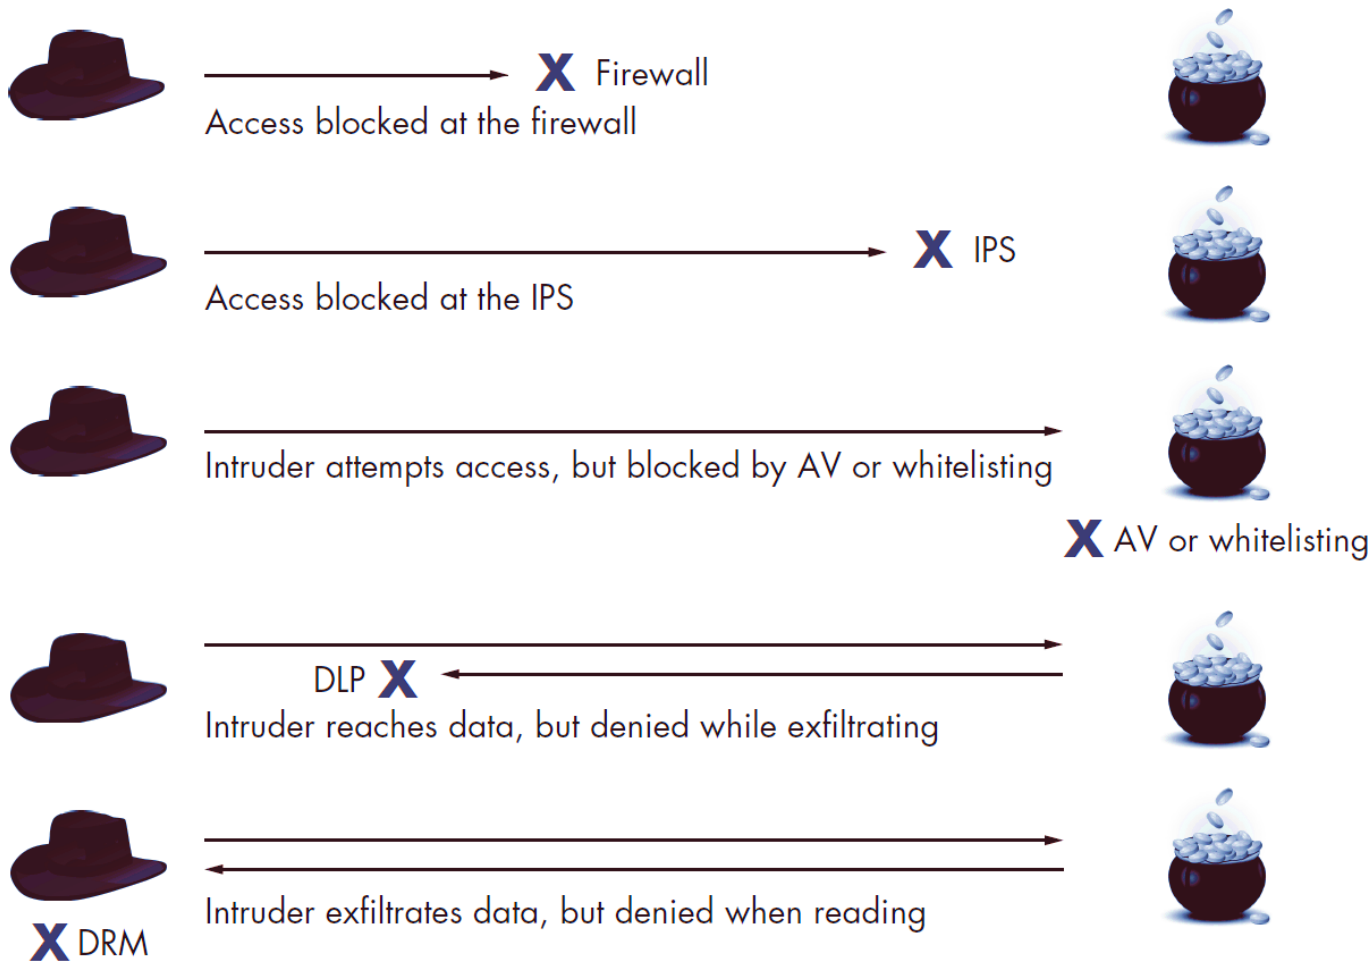 X Firewall
Access blocked at the firewall
X IPS
Access blocked at the IPS
Intruder attempts access, but blocked by AV or whitelisting
X AV or whitelisting
DLP X
Intruder reaches data, but denied while exfiltrating
Intruder exfiltrates data, but denied when reading
X DRM